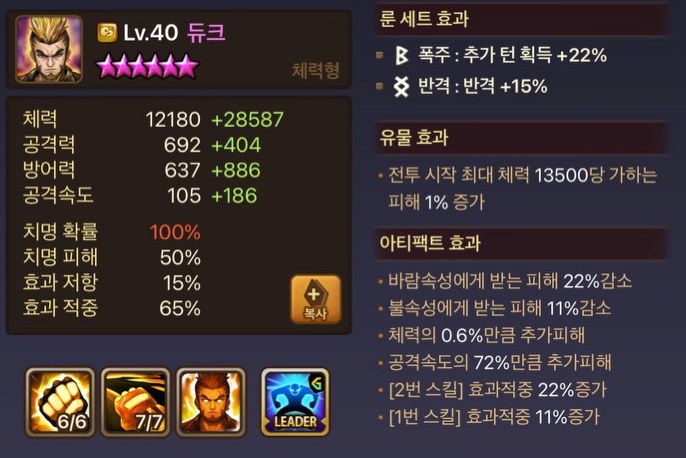 Lv.40 듀크
체력형
체력 12180 +28587
공격력 692 +404
방어력 637 +886
공격속도 105 +186
치명 확률 100%
치명 피해 50%
효과 저항 15%
효과 적중 65%
복사
6/6 7/7 G LEADER
룬 세트 효과
폭주 : 추가 턴 획득 +22%
반격 : 반격 +15%
유물 효과
• 전투 시작 최대 체력 13500당 가하는
피해 1% 증가
아티팩트 효과
• 바람속성에게 받는 피해 22%감소
• 불속성에게 받는 피해 11%감소
• 체력의 0.6%만큼 추가피해
• 공격속도의 72%만큼 추가피해
• [2번 스킬] 효과적중 22%증가
• [1번 스킬] 효과적중 11%증가